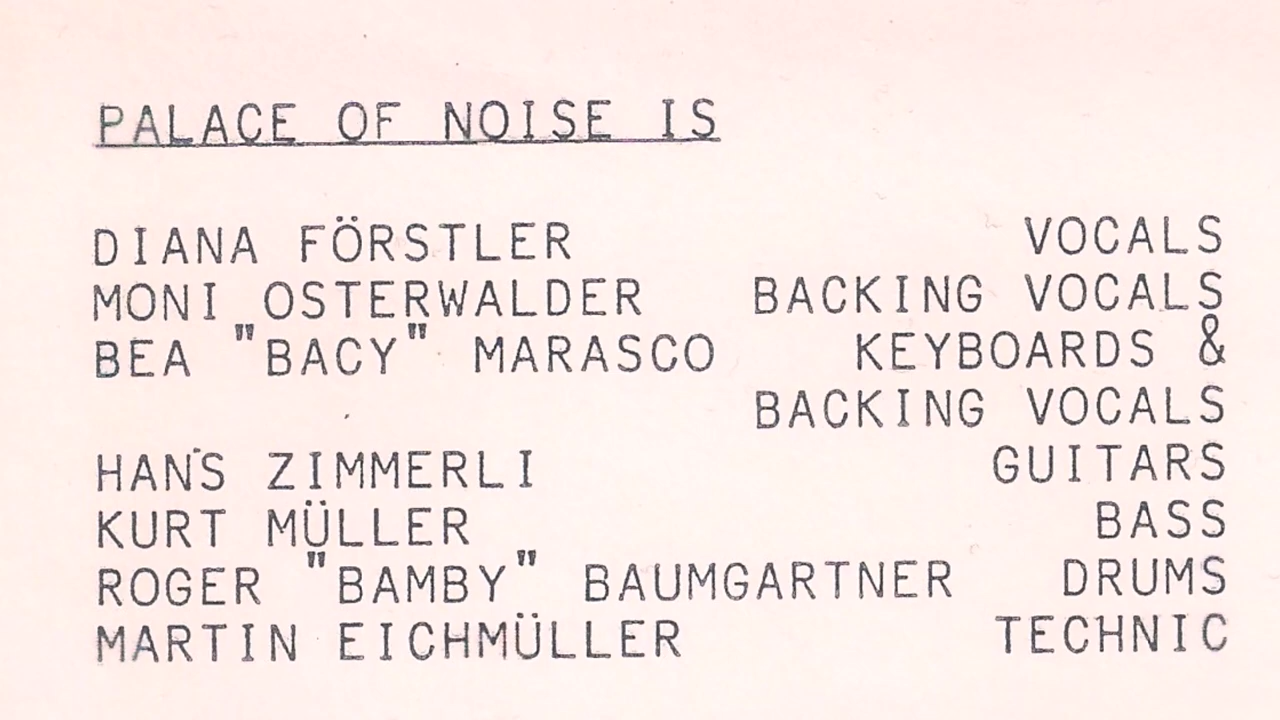 PALACE OF NOISE IS
DIANA FÖRSTLER VOCALS
MONI OSTERWALDER BACKING VOCALS
BEA "BACY" MARASCO KEYBOARDS &
BACKING VOCALS
HANS ZIMMERLI GUITARS
KURT MÜLLER BASS
ROGER "BAMBY" BAUMGARTNER DRUMS
MARTIN EICHMÜLLER TECHNIC